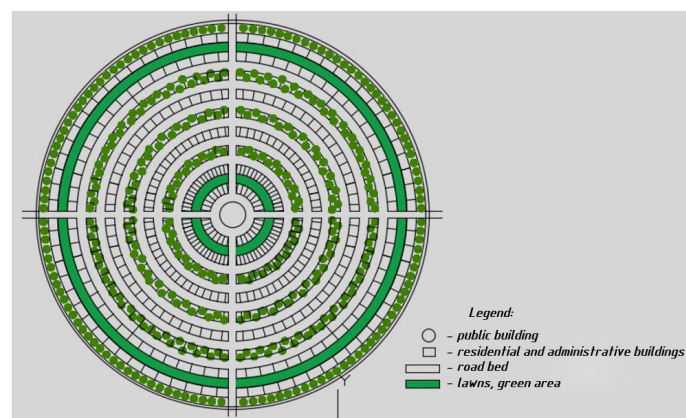 Legend:
- public building
- residential and administrative buildings
- road bed
- lawns, green area
Y